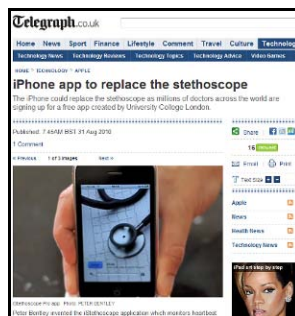 Telegraph.co.uk
Home News Sport Finance Lifestyle Comment Travel Culture Technology
Technology News Technology Reviews Technology Topics Technology Advice Video Games
HOME TECHNOLOGY APPLE
iPhone app to replace the stethoscope
The iPhone could replace the stethoscope as millions of doctors across the world are
signing up for a free app created by University College London.
Published: 7:45AM BST 31 Aug 2010
1 Comment
Previous 1 of 3 Images Next
Share
16
Email Print
Text Size
Apple
News
Health News
Technology News
iPad art step by step
iStethoscope Pro app Photo: PETER BENTLEY
Peter Bentley invented the iStethoscope application which monitors heartbeat